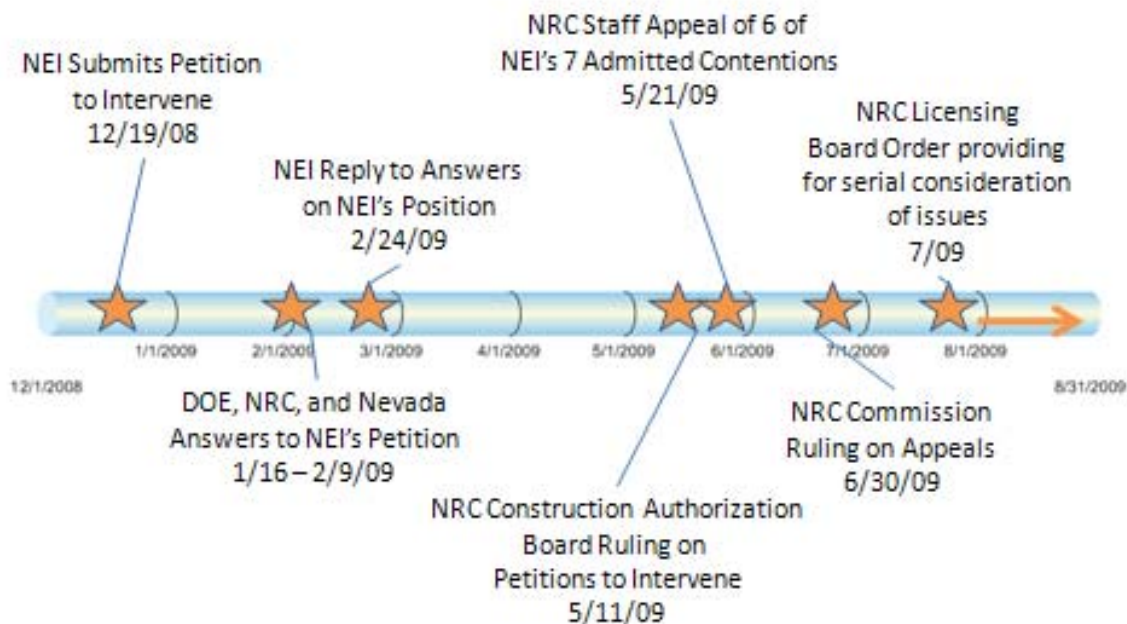 NEI Submits Petition
to Intervene
12/19/08
NEI Reply to Answers
on NEI's Position
2/24/09
NRC Staff Appeal of 6 of
NEI's 7 Admitted Contentions
5/21/09
NRC Licensing
Board Order providing
for serial consideration
of issues
7/09
12/1/2008
1/1/2009
2/1/2009
3/1/2009
4/1/2009
5/1/2009
6/1/2009
7/1/2009
8/1/2009
8/31/2009
DOE, NRC, and Nevada
Answers to NEI's Petition
1/16 – 2/9/09
NRC Construction Authorization
Board Ruling on
Petitions to Intervene
5/11/09
NRC Commission
Ruling on Appeals
6/30/09